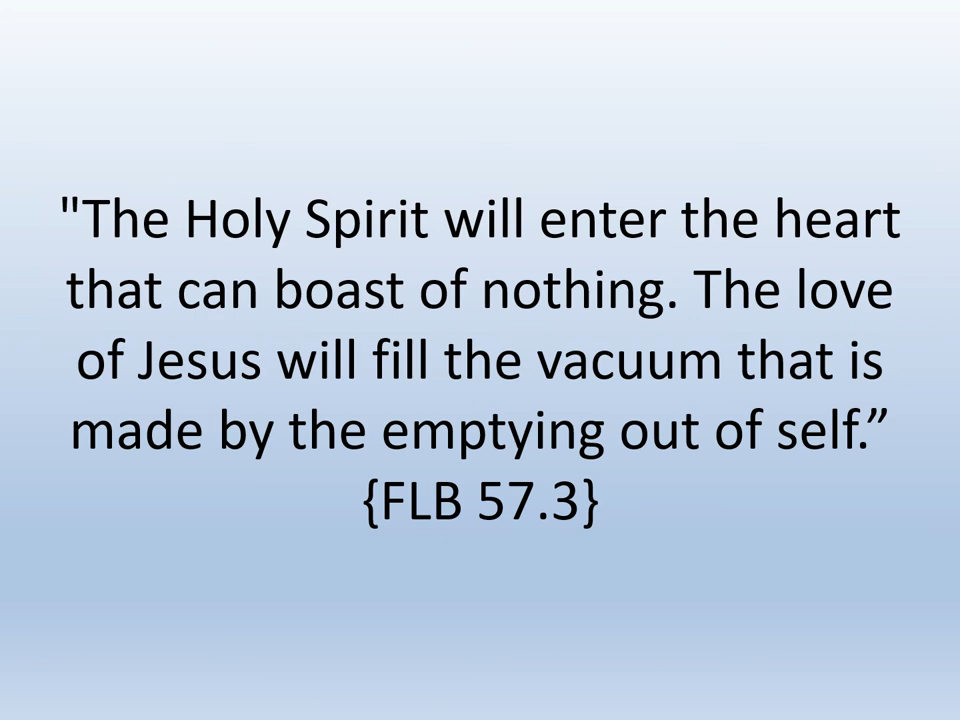 "The Holy Spirit will enter the heart
that can boast of nothing. The love
of Jesus will fill the vacuum that is
made by the emptying out of self.”
{FLB 57.3}